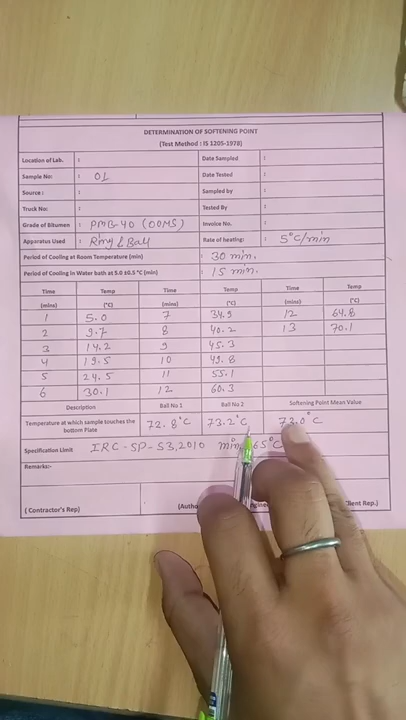 DETERMINATION OF SOFTENING POINT
(Test Method : IS 1205-1978)
Location of Lab. : Date Sampled :
Sample No: : 01 Date Tested :
Source : : Sampled by :
Truck No: : Tested By :
Grade of Bitumen : PMB-40 (OOMS) Invoice No. :
Apparatus Used : Ring & Ball Rate of heating: : 5°C/min
Period of Cooling at Room Temperature (min) : 30 min.
Period of Cooling in Water bath at 5.0 ±0.5 °C (min) : 15 min.
Time Temp Time Temp Time Temp
(mins) (°C) (mins) (°C) (mins) (°C)
1 5.0 7 34.9 12 64.8
2 9.7 8 40.2 13 70.1
3 14.2 9 45.3
4 19.5 10 49.8
5 24.5 11 55.1
6 30.1 12 60.3
Description Ball No 1 Ball No 2 Softening Point Mean Value
Temperature at which sample touches the bottom Plate 72.8°C 73.2°C 73.0°C
Specification Limit IRC-SP-53,2010 min 65°C
Remarks:-
( Contractor's Rep) (Autho Rep.)